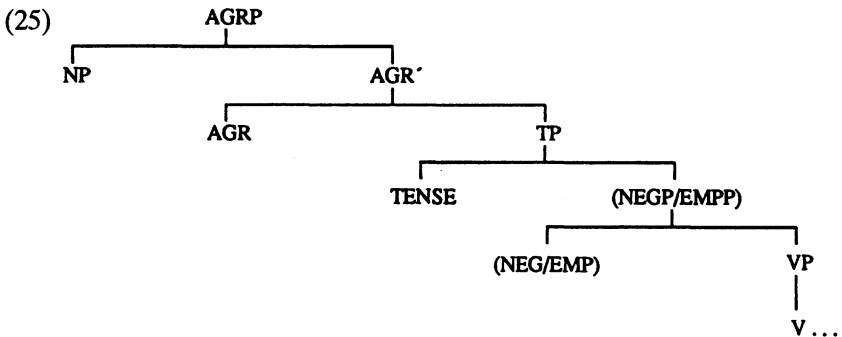 (25) AGRP
NP AGR´
AGR TP
TENSE (NEGP/EMPP)
(NEG/EMP) VP
V ...